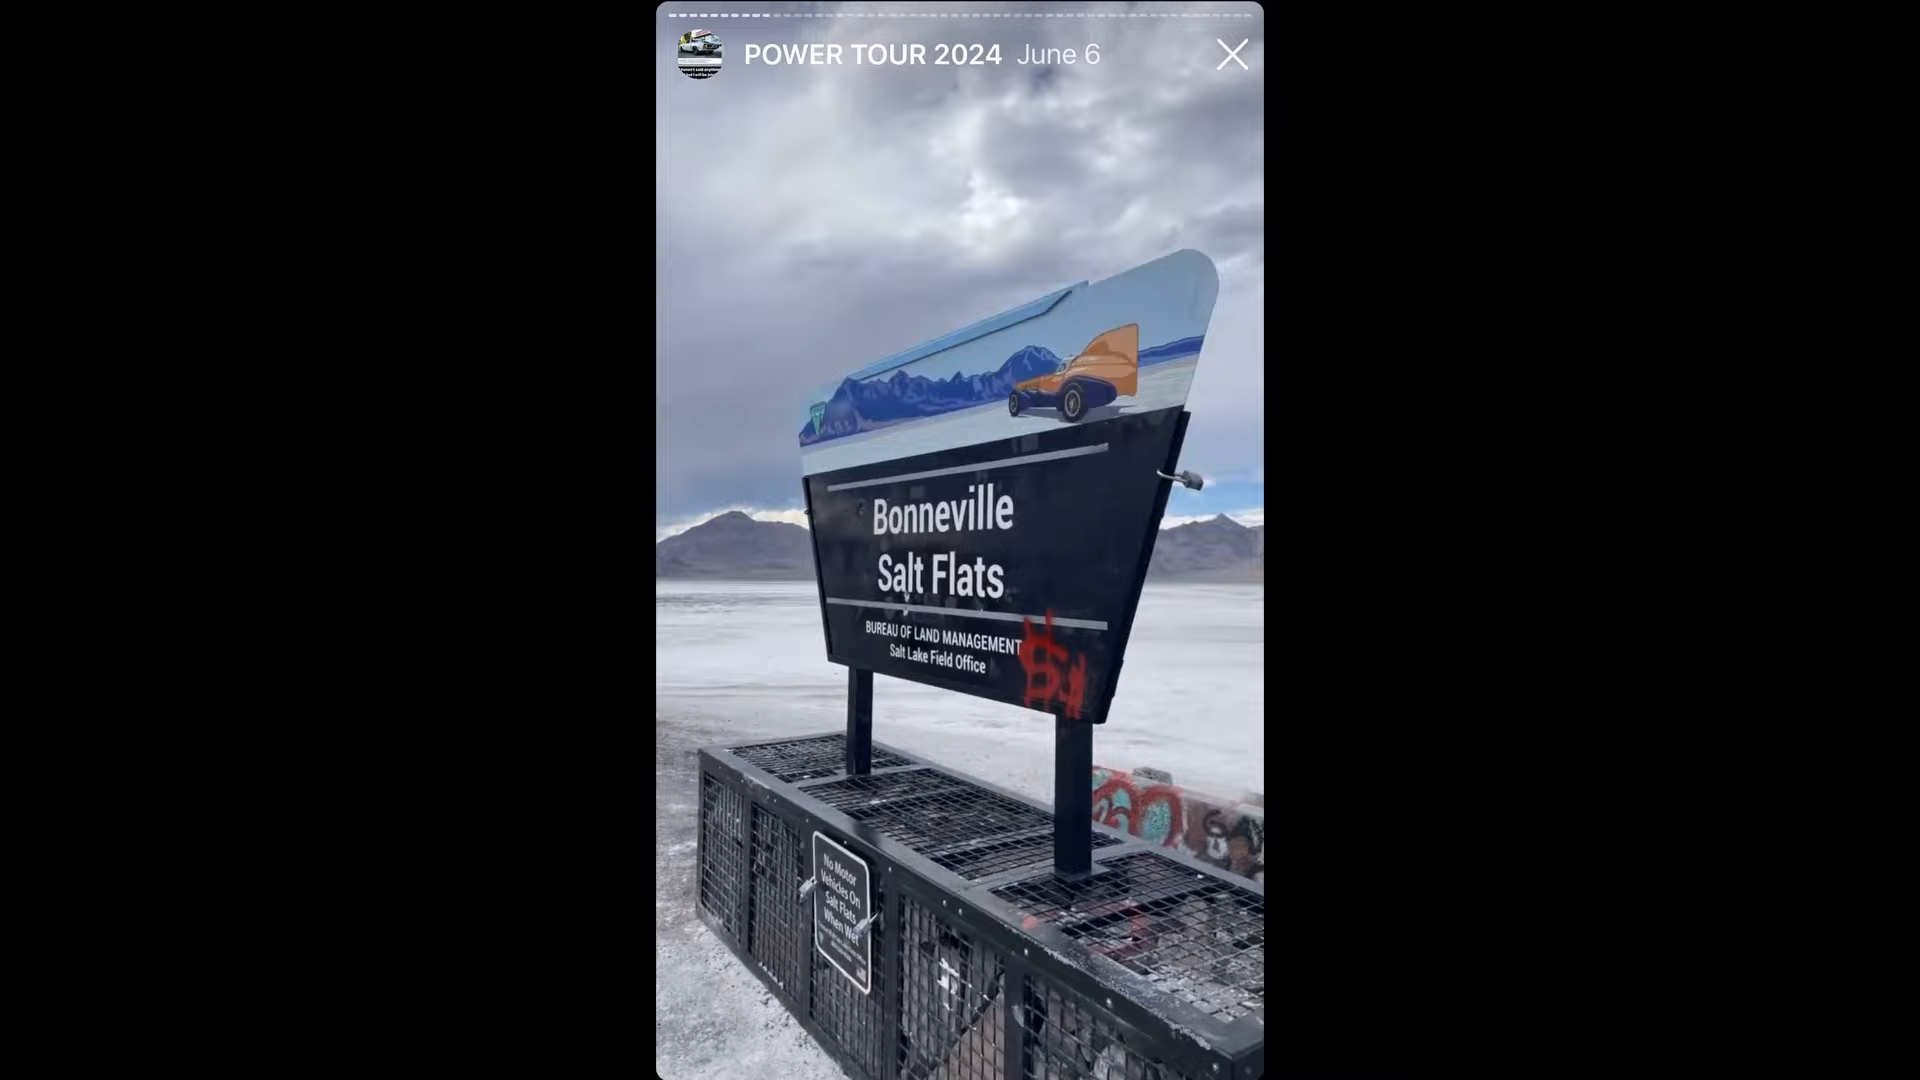 POWER TOUR 2024 June 6
Bonneville
Salt Flats
BUREAU OF LAND MANAGEMENT
Salt Lake Field Office
No Motor
Vehicles On
Salt Flats
When Wet